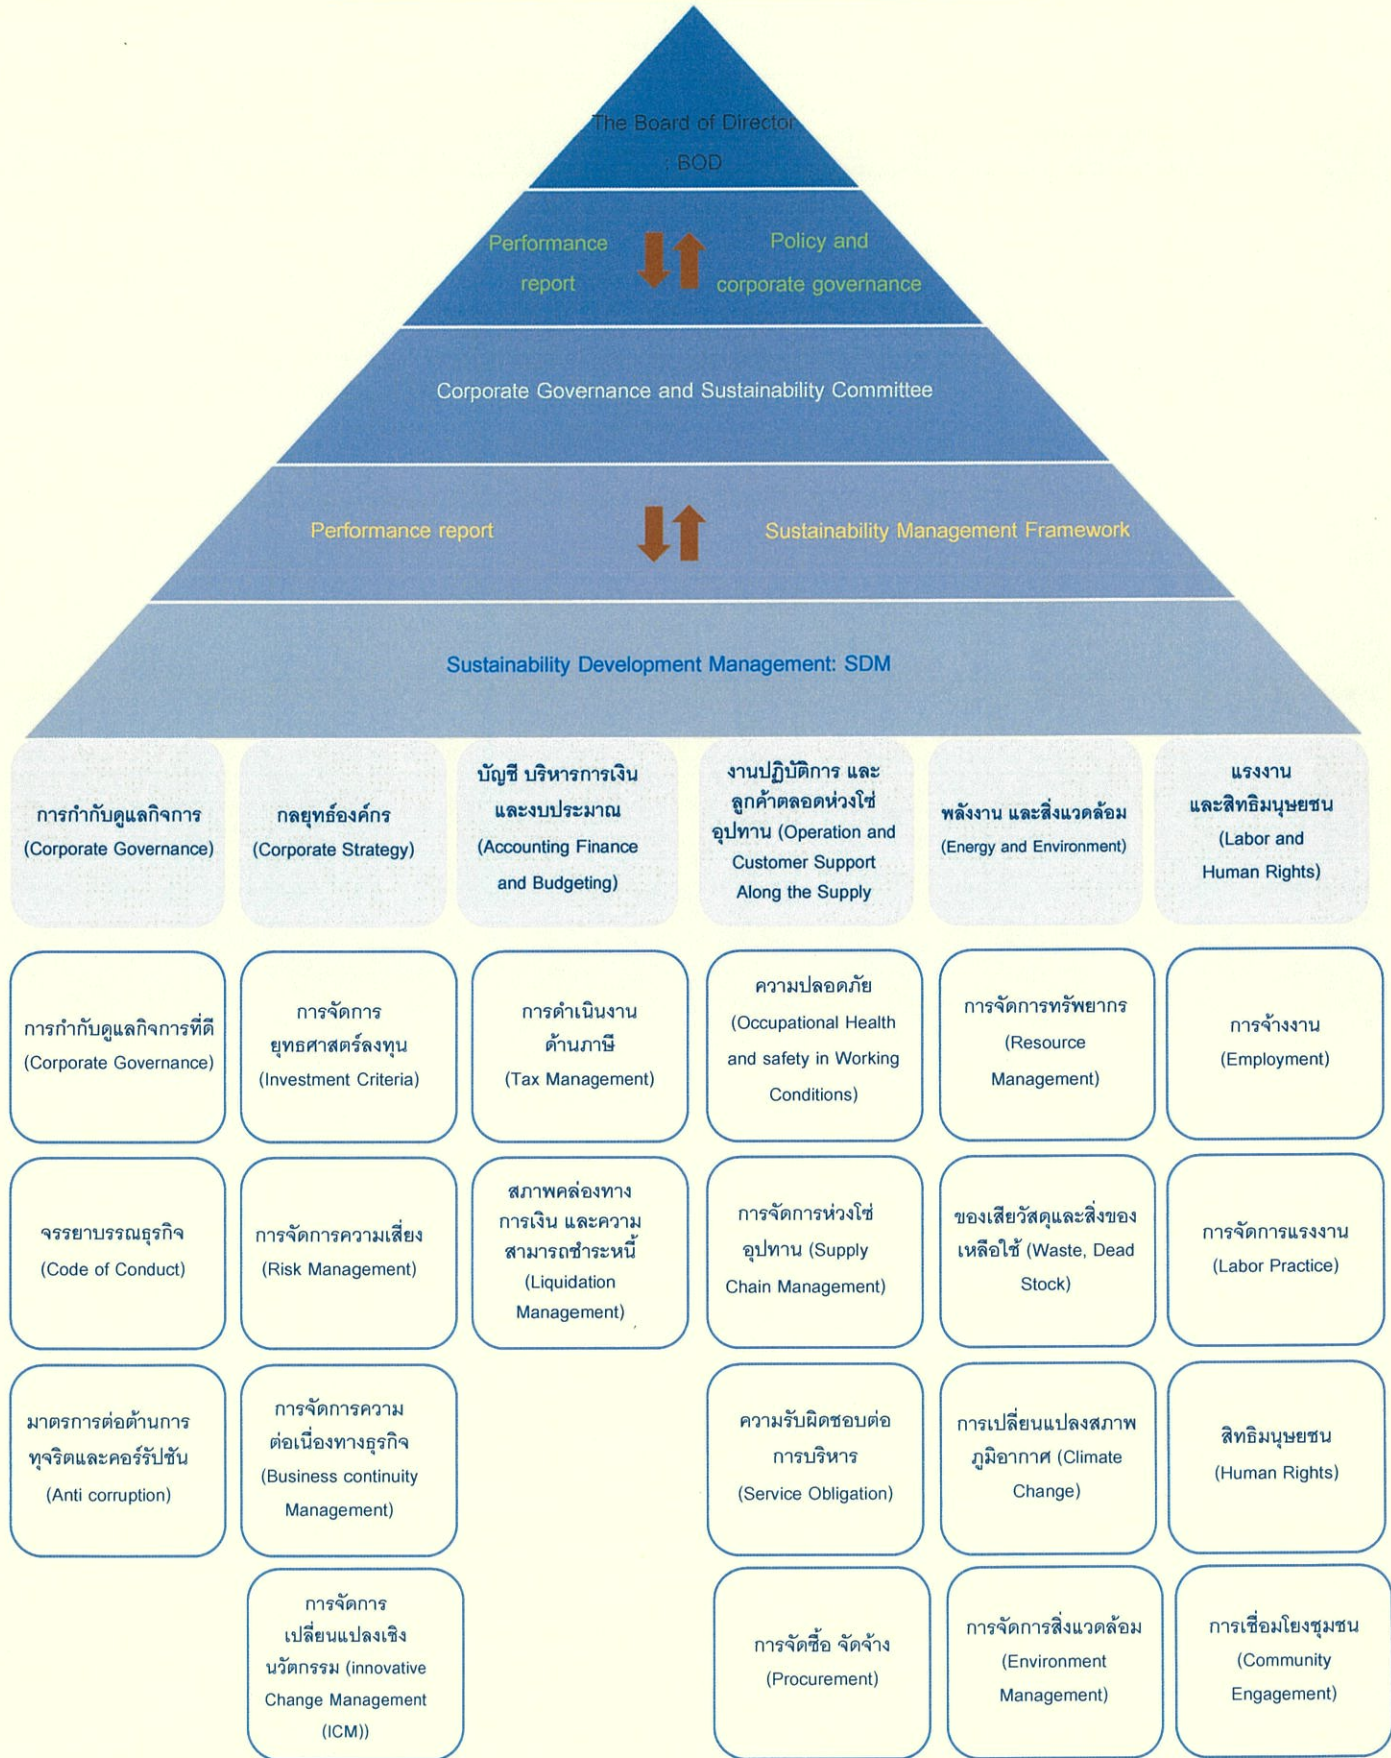 The Board of Director
: BOD
Performance
report
Policy and
corporate governance
Corporate Governance and Sustainability Committee
Performance report
Sustainability Management Framework
Sustainability Development Management: SDM
การกำกับดูแลกิจการ
(Corporate Governance)
กลยุทธ์องค์กร
(Corporate Strategy)
บัญชี บริหารการเงิน
และงบประมาณ
(Accounting Finance
and Budgeting)
งานปฏิบัติการ และ
ลูกค้าตลอดห่วงโซ่
อุปทาน (Operation and
Customer Support
Along the Supply
พลังงาน และสิ่งแวดล้อม
(Energy and Environment)
แรงงาน
และสิทธิมนุษยชน
(Labor and
Human Rights)
การกำกับดูแลกิจการที่ดี
(Corporate Governance)
การจัดการ
ยุทธศาสตร์ลงทุน
(Investment Criteria)
การดำเนินงาน
ด้านภาษี
(Tax Management)
ความปลอดภัย
(Occupational Health
and safety in Working
Conditions)
การจัดการทรัพยากร
(Resource
Management)
การจ้างงาน
(Employment)
จรรยาบรรณธุรกิจ
(Code of Conduct)
การจัดการความเสี่ยง
(Risk Management)
สภาพคล่องทาง
การเงิน และความ
สามารถชำระหนี้
(Liquidation
Management)
การจัดการห่วงโซ่
อุปทาน (Supply
Chain Management)
ของเสียวัสดุและสิ่งของ
เหลือใช้ (Waste, Dead
Stock)
การจัดการแรงงาน
(Labor Practice)
มาตรการต่อต้านการ
ทุจริตและคอร์รัปชัน
(Anti corruption)
การจัดการความ
ต่อเนื่องทางธุรกิจ
(Business continuity
Management)
ความรับผิดชอบต่อ
การบริหาร
(Service Obligation)
การเปลี่ยนแปลงสภาพ
ภูมิอากาศ (Climate
Change)
สิทธิมนุษยชน
(Human Rights)
การจัดการ
เปลี่ยนแปลงเชิง
นวัตกรรม (innovative
Change Management
(ICM))
การจัดซื้อ จัดจ้าง
(Procurement)
การจัดการสิ่งแวดล้อม
(Environment
Management)
การเชื่อมโยงชุมชน
(Community
Engagement)